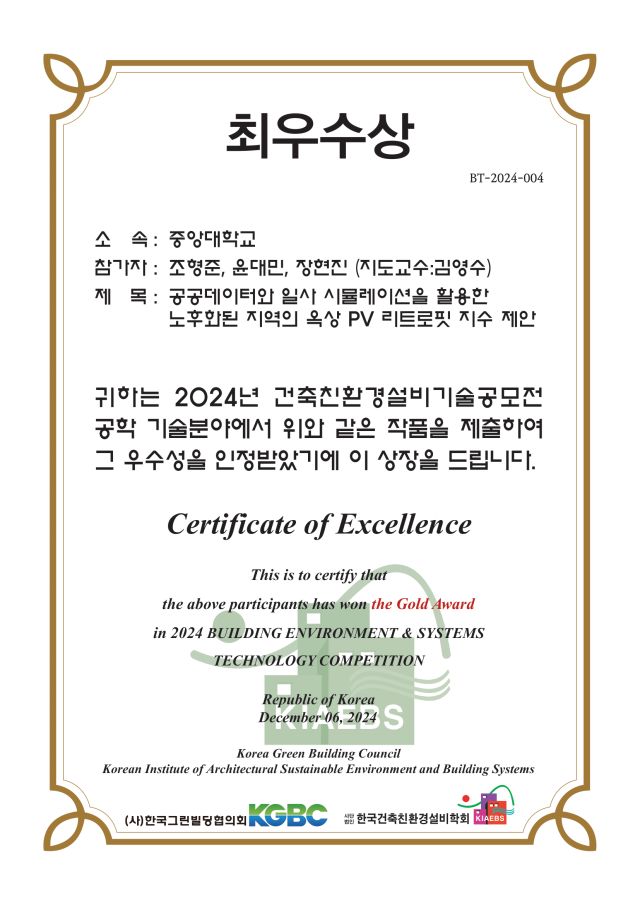 최우수상
BT-2024-004
소 속 : 중앙대학교
참가자 : 조형준, 윤대민, 장현진 (지도교수:김영수)
제 목 : 공공데이터와 일사 시뮬레이션을 활용한
노후화된 지역의 옥상 PV 리트로핏 지수 제안
귀하는 2024년 건축친환경설비기술공모전
공학 기술분야에서 위와 같은 작품을 제출하여
그 우수성을 인정받았기에 이 상장을 드립니다.
Certificate of Excellence
This is to certify that
the above participants has won the Gold Award
in 2024 BUILDING ENVIRONMENT & SYSTEMS
TECHNOLOGY COMPETITION
Republic of Korea
KIAEBS
December 06, 2024
Korea Green Building Council
Korean Institute of Architectural Sustainable Environment and Building Systems
(사)한국그린빌딩협의회 KGBC
사단법인 한국건축친환경설비학회 KIAEBS